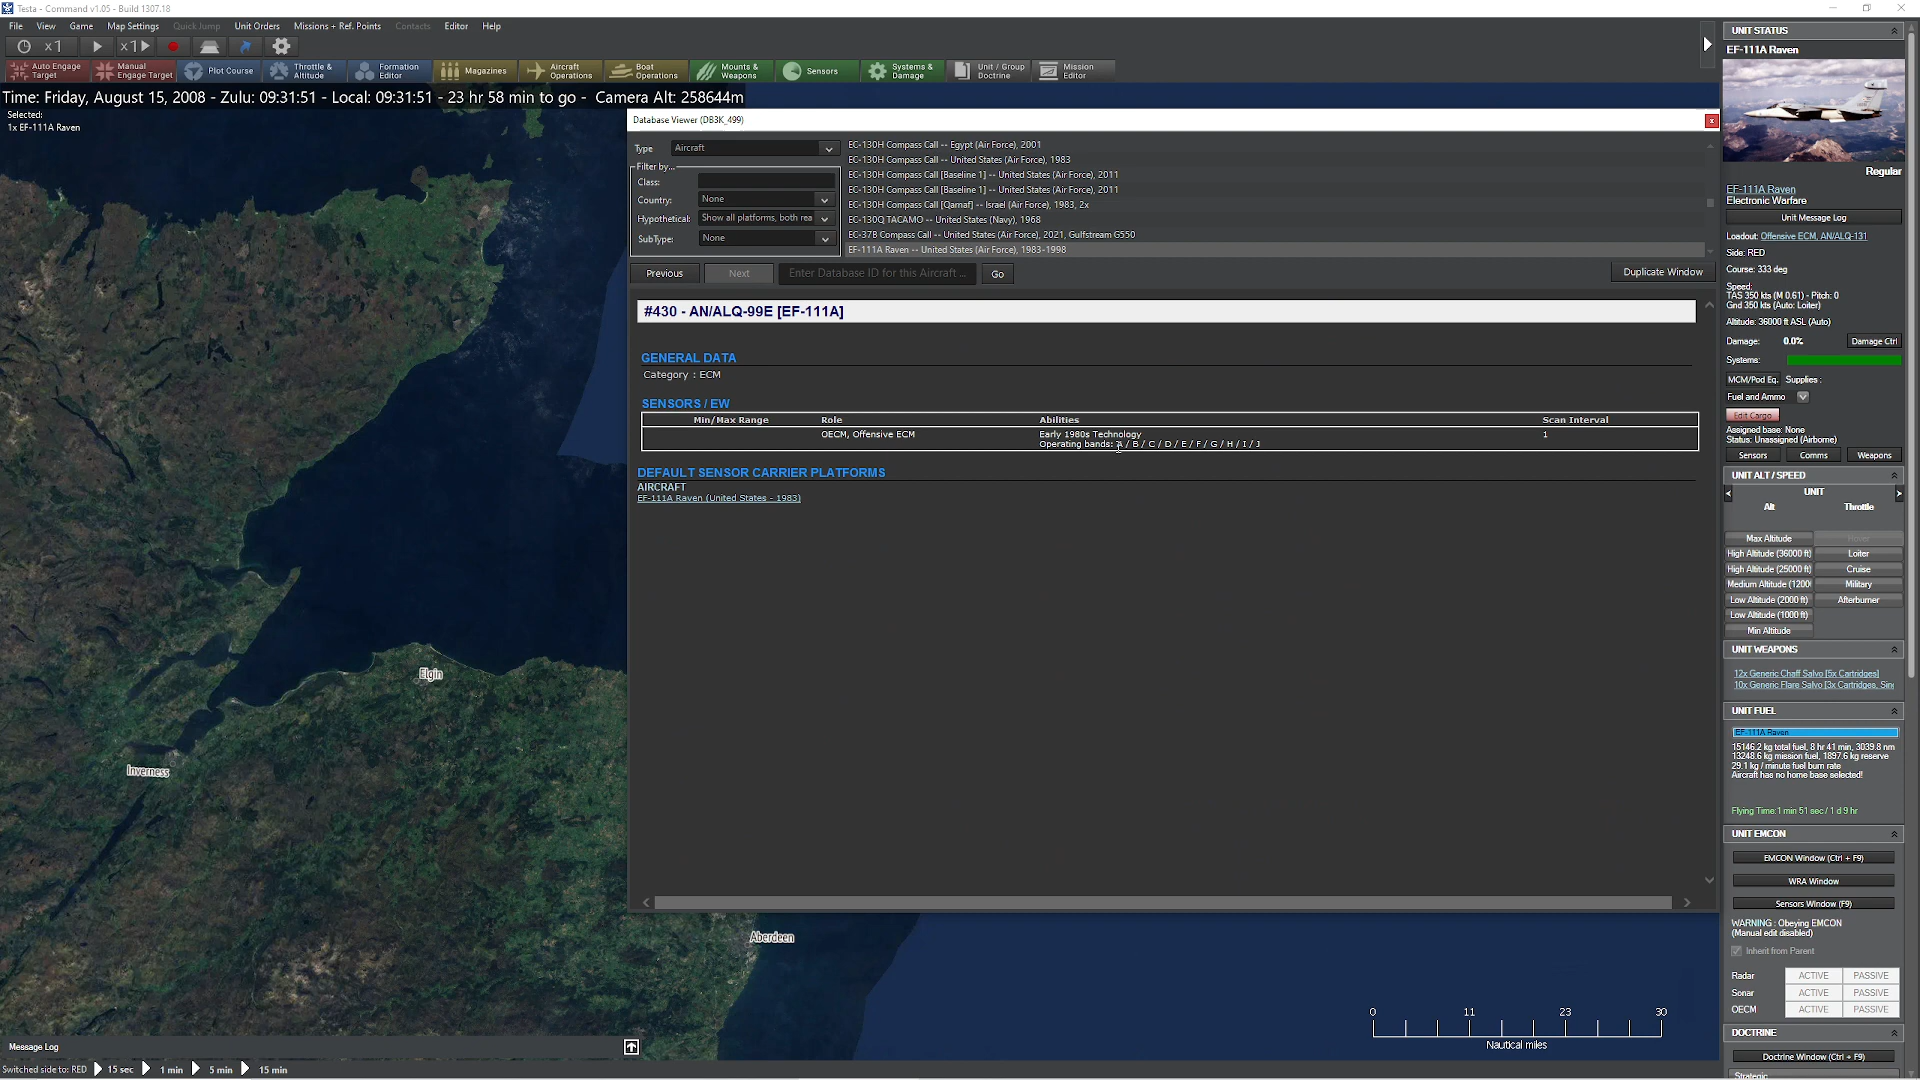 Testa - Command v1.05 - Build 1307.18
File View Game Map Settings Quick Jump Unit Orders Missions + Ref. Points Contacts Editor Help
x1 x1
Auto Engage Target
Manual Engage Target
Plot Course
Throttle & Altitude
Formation Editor
Magazines
Aircraft Operations
Boat Operations
Mounts & Weapons
Sensors
Systems & Damage
Unit / Group Doctrine
Mission Editor
Time: Friday, August 15, 2008 - Zulu: 09:31:51 - Local: 09:31:51 - 23 hr 58 min to go - Camera Alt: 258644m
Selected:
1x EF-111A Raven
Database Viewer (DB3K_499)
x
Type Aircraft
Filter by...
Class:
Country: None
Hypothetical: Show all platforms, both rea
SubType: None
EC-130H Compass Call -- Egypt (Air Force), 2001
EC-130H Compass Call -- United States (Air Force), 1983
EC-130H Compass Call [Baseline 1] -- United States (Air Force), 2011
EC-130H Compass Call [Baseline 1] -- United States (Air Force), 2011
EC-130H Compass Call [Qarnaf] -- Israel (Air Force), 1983, 2x
EC-130Q TACAMO -- United States (Navy), 1968
EC-37B Compass Call -- United States (Air Force), 2021, Gulfstream G550
EF-111A Raven -- United States (Air Force), 1983-1998
Previous Next Enter Database ID for this Aircraft ... Go Duplicate Window
#430 - AN/ALQ-99E [EF-111A]
GENERAL DATA
Category : ECM
SENSORS / EW
Min/Max Range Role Abilities Scan Interval
OECM, Offensive ECM Early 1980s Technology 1
Operating bands: A / B / C / D / E / F / G / H / I / J
DEFAULT SENSOR CARRIER PLATFORMS
AIRCRAFT
EF-111A Raven (United States - 1983)
Elgin
Inverness
Aberdeen
0 11 23 30
Nautical miles
Message Log
Switched side to: RED 15 sec 1 min 5 min 15 min
UNIT STATUS
EF-111A Raven
Regular
EF-111A Raven
Electronic Warfare
Unit Message Log
Loadout: Offensive ECM, AN/ALQ-131
Side: RED
Course: 333 deg
Speed:
TAS 350 kts (M 0.61) - Pitch: 0
Gnd 350 kts (Auto: Loiter)
Altitude: 36000 ft ASL (Auto)
Damage: 0.0% Damage Ctrl
Systems:
MCM/Pod Eq. Supplies :
Fuel and Ammo
Edit Cargo
Assigned base: None
Status: Unassigned (Airborne)
Sensors Comms Weapons
UNIT ALT / SPEED
< UNIT >
Alt Throttle
Max Altitude Hover
High Altitude (36000 ft) Loiter
High Altitude (25000 ft) Cruise
Medium Altitude (1200 Military
Low Altitude (2000 ft) Afterburner
Low Altitude (1000 ft)
Min Altitude
UNIT WEAPONS
12x Generic Chaff Salvo [5x Cartridges]
10x Generic Flare Salvo [3x Cartridges, Sin
UNIT FUEL
EF-111A Raven
15146.2 kg total fuel, 8 hr 41 min, 3039.8 nm
13248.6 kg mission fuel, 1897.6 kg reserve
29.1 kg / minute fuel burn rate
Aircraft has no home base selected!
Flying Time:1 min 51 sec / 1 d 9 hr
UNIT EMCON
EMCON Window (Ctrl + F9)
WRA Window
Sensors Window (F9)
WARNING : Obeying EMCON
(Manual edit disabled)
Inherit from Parent
Radar ACTIVE PASSIVE
Sonar ACTIVE PASSIVE
OECM ACTIVE PASSIVE
DOCTRINE
Doctrine Window (Ctrl + F9)
Strategic